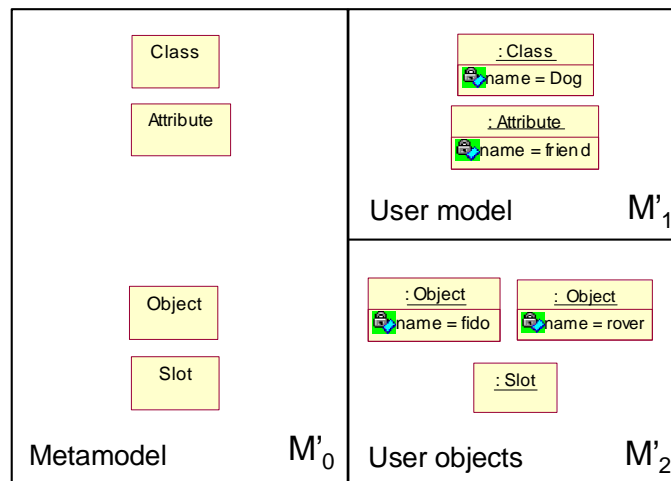 Class
Attribute
Object
Slot
Metamodel M'0
: Class
name = Dog
: Attribute
name = friend
User model M'1
: Object
name = fido
: Object
name = rover
: Slot
User objects M'2